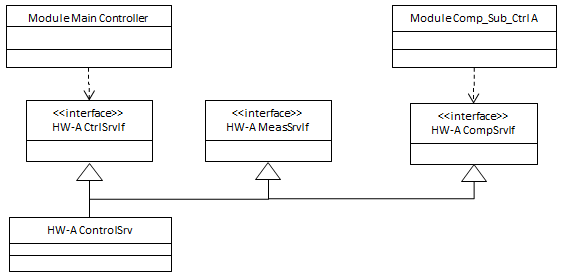 Module Main Controller
Module Comp_Sub_Ctrl A
<<interface>>
HW-A CtrlSrvIf
<<interface>>
HW-A MeasSrvIf
<<interface>>
HW-A CompSrvIf
HW-A ControlSrv